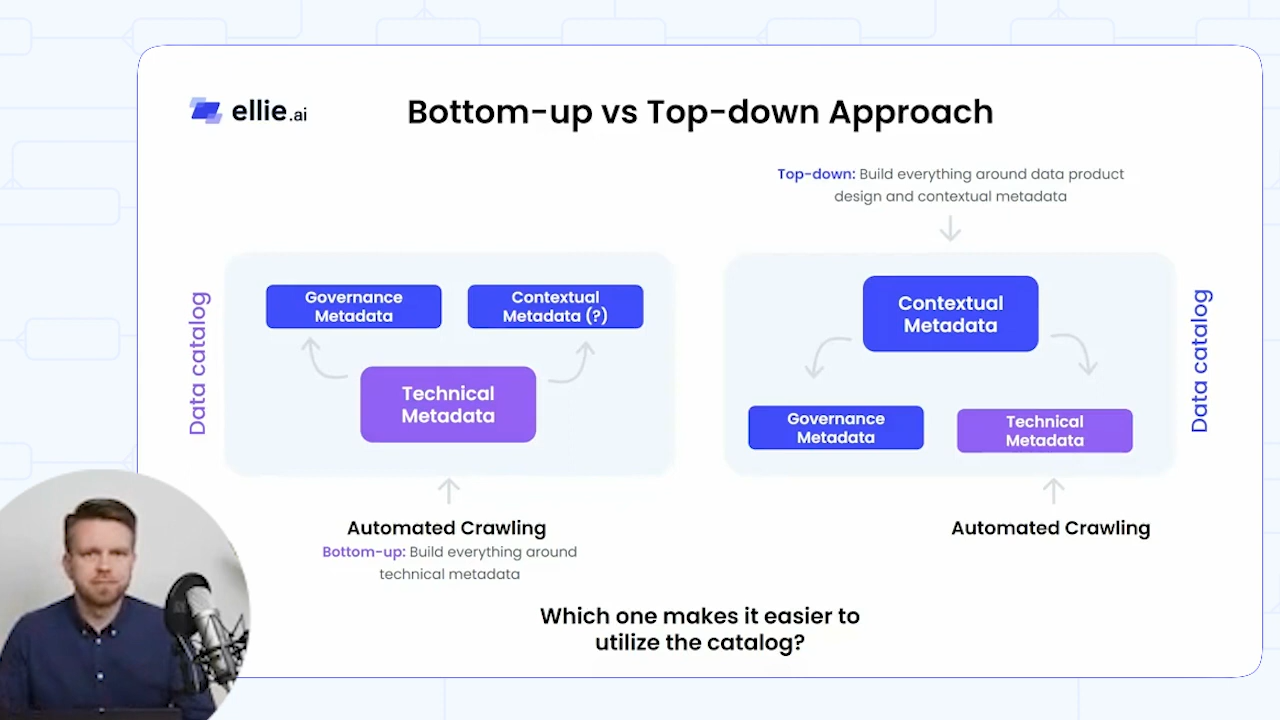 ellie.ai
Bottom-up vs Top-down Approach
Top-down: Build everything around data product
design and contextual metadata
Data catalog
Governance
Metadata
Contextual
Metadata (?)
Technical
Metadata
Automated Crawling
Bottom-up: Build everything around
technical metadata
Contextual
Metadata
Governance
Metadata
Technical
Metadata
Data catalog
Automated Crawling
Which one makes it easier to
utilize the catalog?